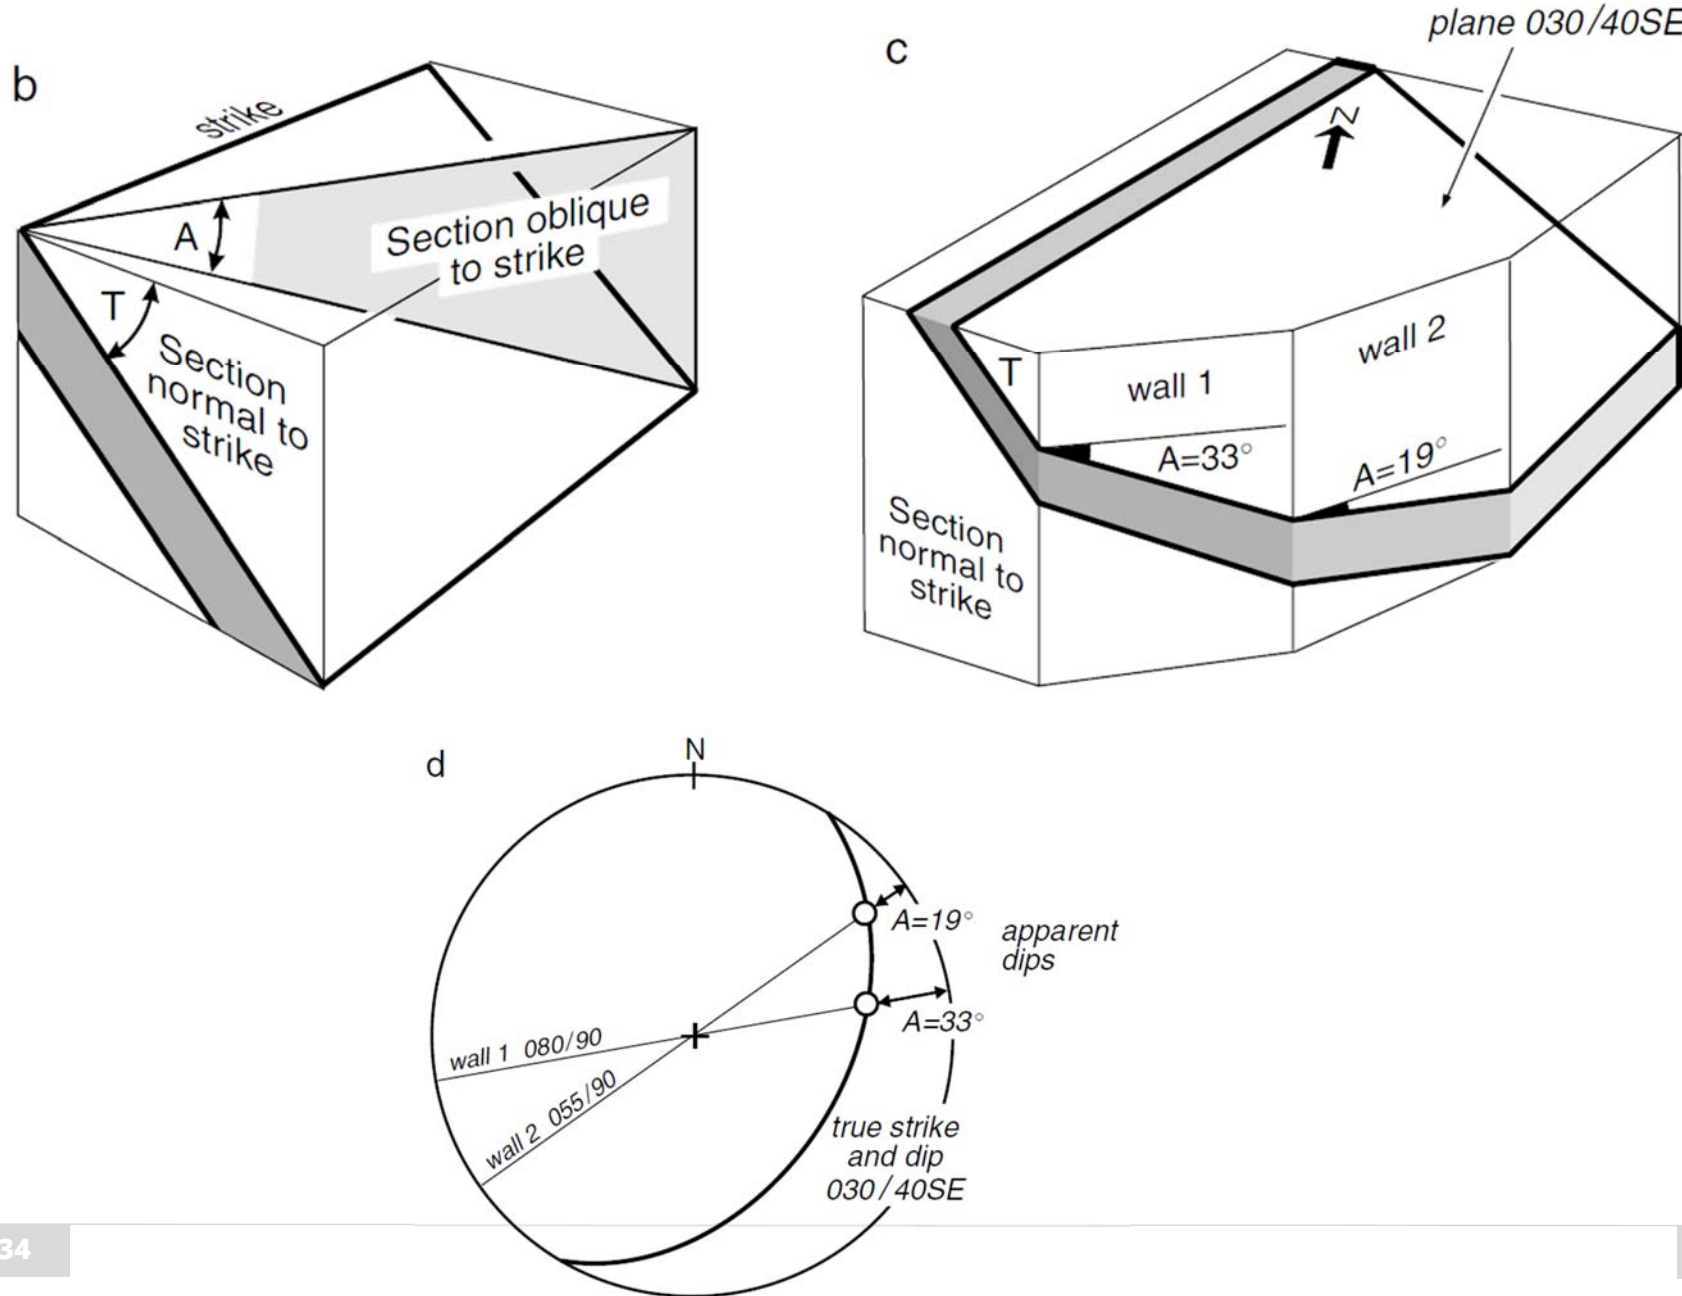 b
strike
A
Section oblique
to strike
T
Section
normal to
strike
c
plane 030/40SE
N
T
wall 1
wall 2
A=33°
A=19°
Section
normal to
strike
d
N
A=19°
apparent
dips
A=33°
wall 1 080/90
wall 2 055/90
true strike
and dip
030/40SE
34